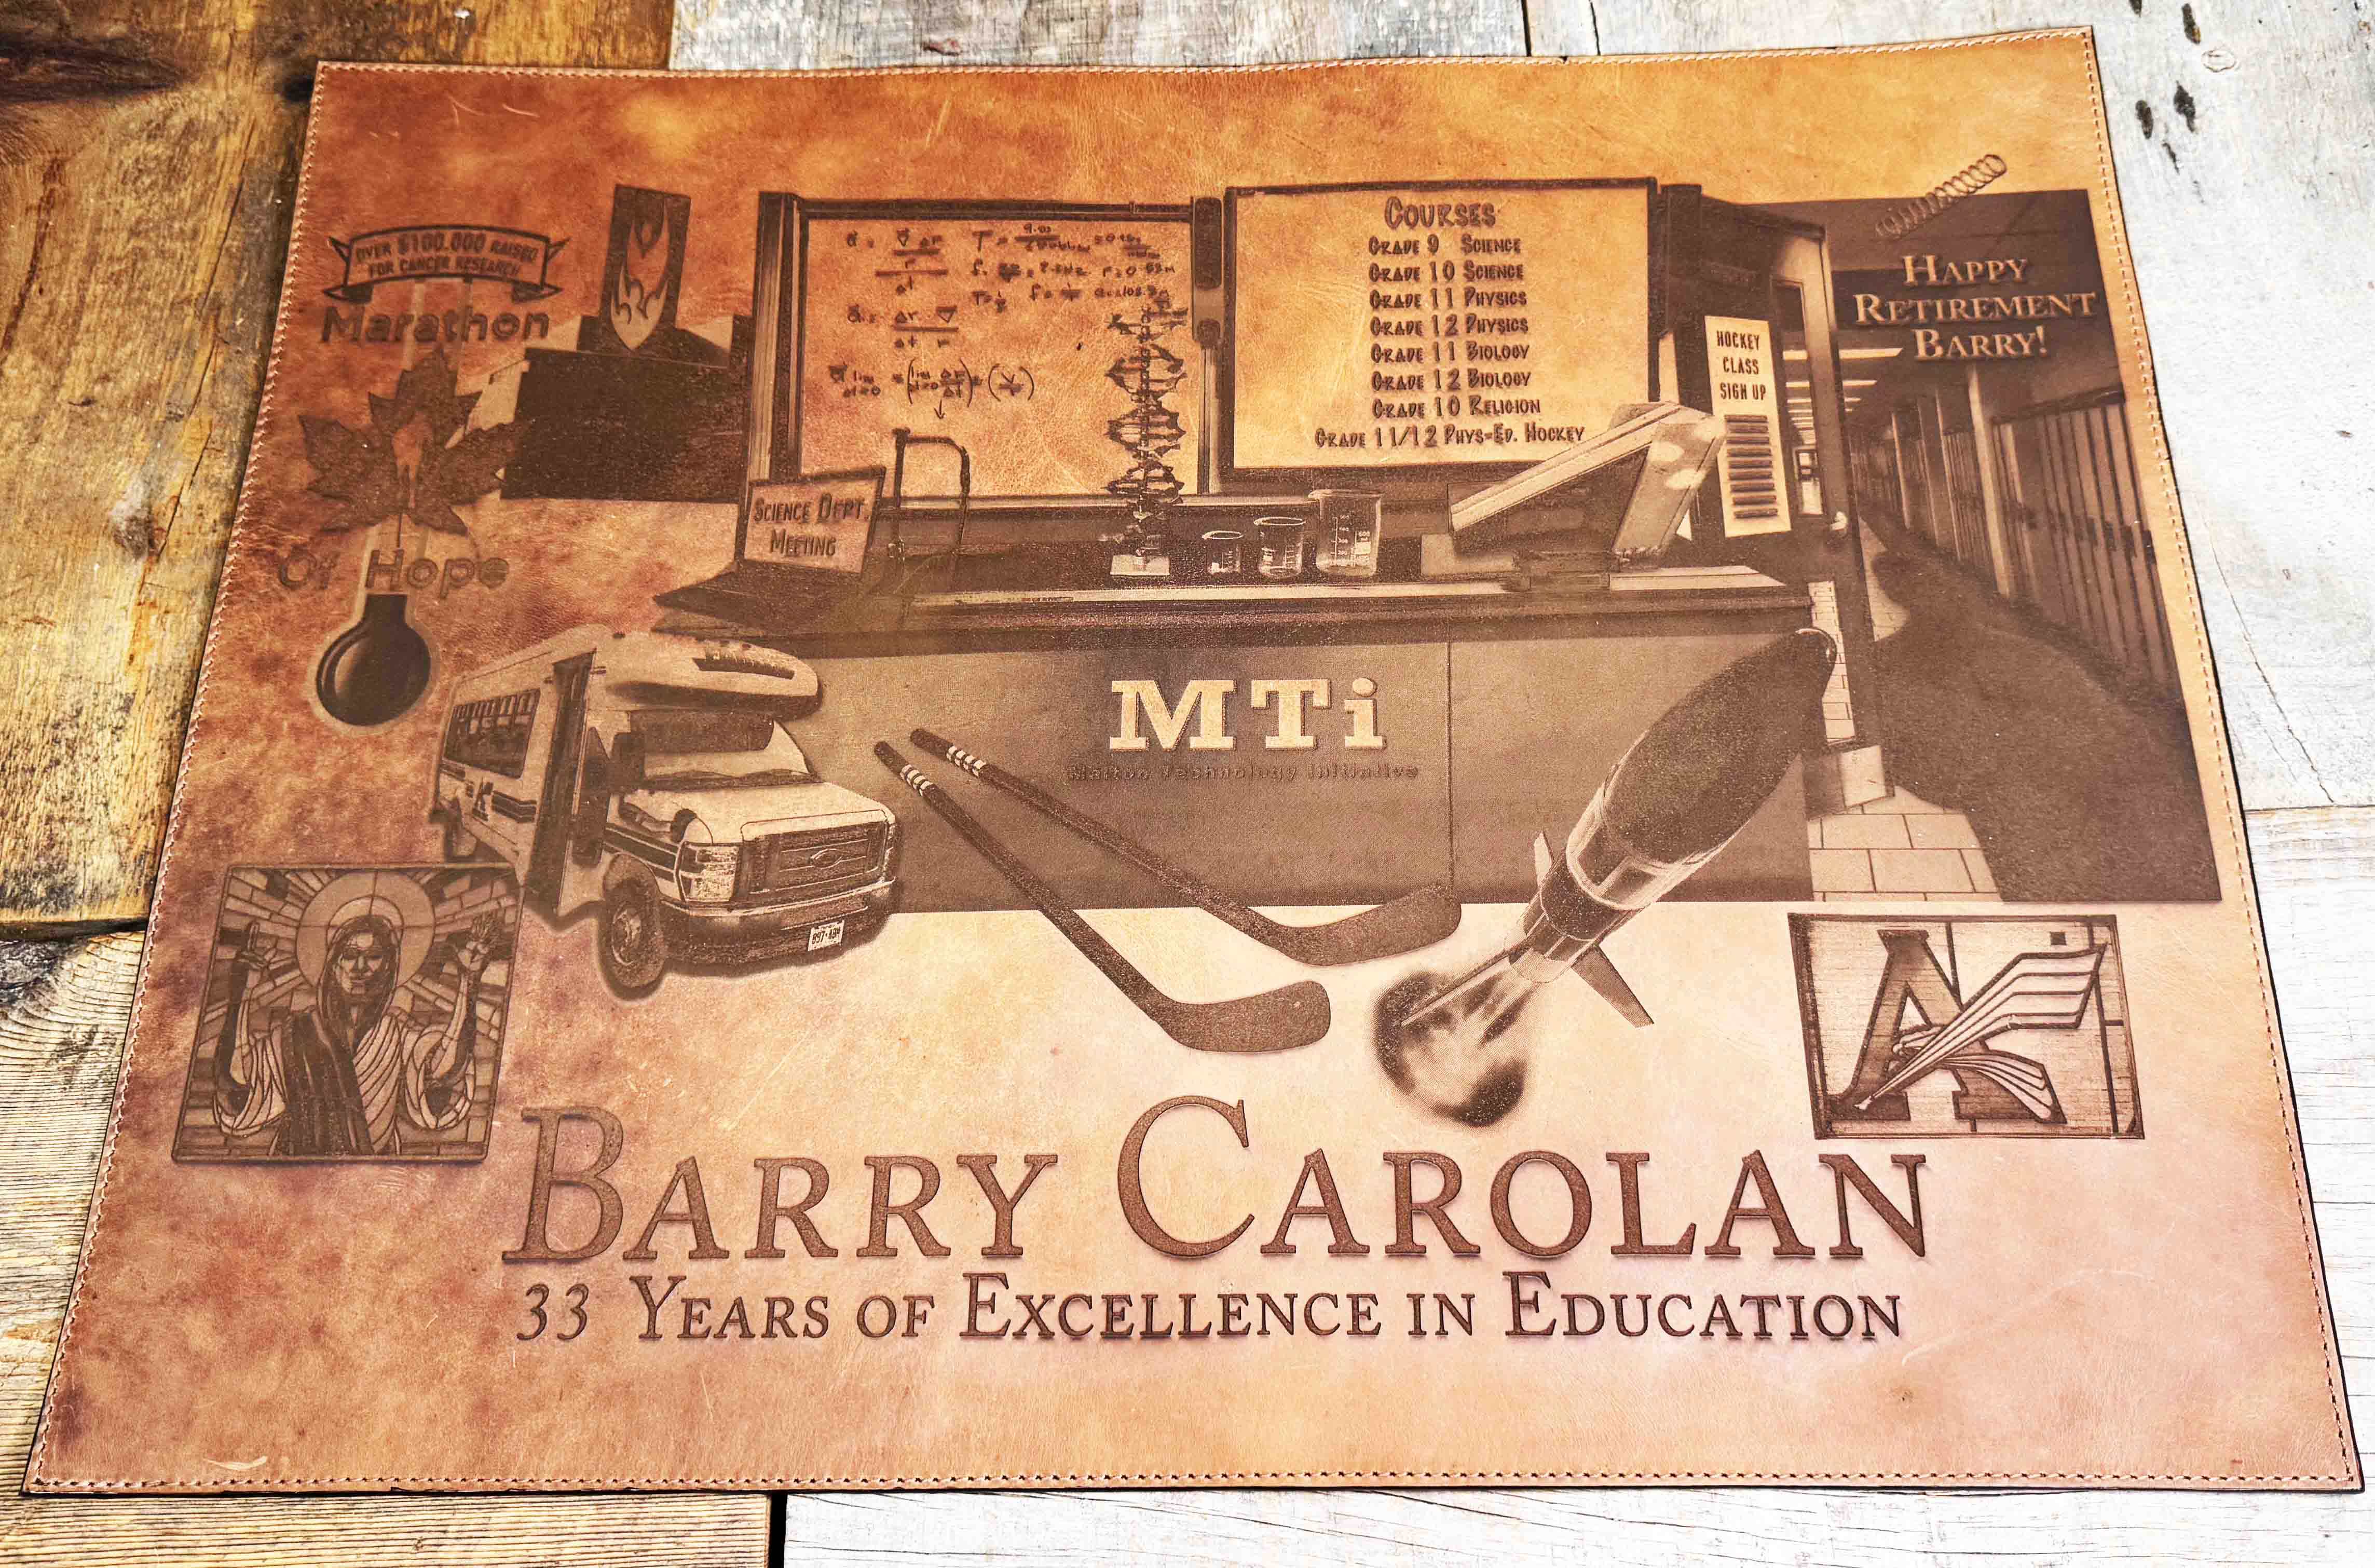 OVER $100,000 RAISED
FOR CANCER RESEARCH
Marathon
Of Hope
SCIENCE DEPT.
MEETING
COURSES
GRADE 9 SCIENCE
GRADE 10 SCIENCE
GRADE 11 PHYSICS
GRADE 12 PHYSICS
GRADE 11 BIOLOGY
GRADE 12 BIOLOGY
GRADE 10 RELIGION
GRADE 11/12 PHYS-ED. HOCKEY
HOCKEY
CLASS
SIGN UP
HAPPY
RETIREMENT
BARRY!
MTi
Technology Initiative
A
BARRY CAROLAN
33 YEARS OF EXCELLENCE IN EDUCATION